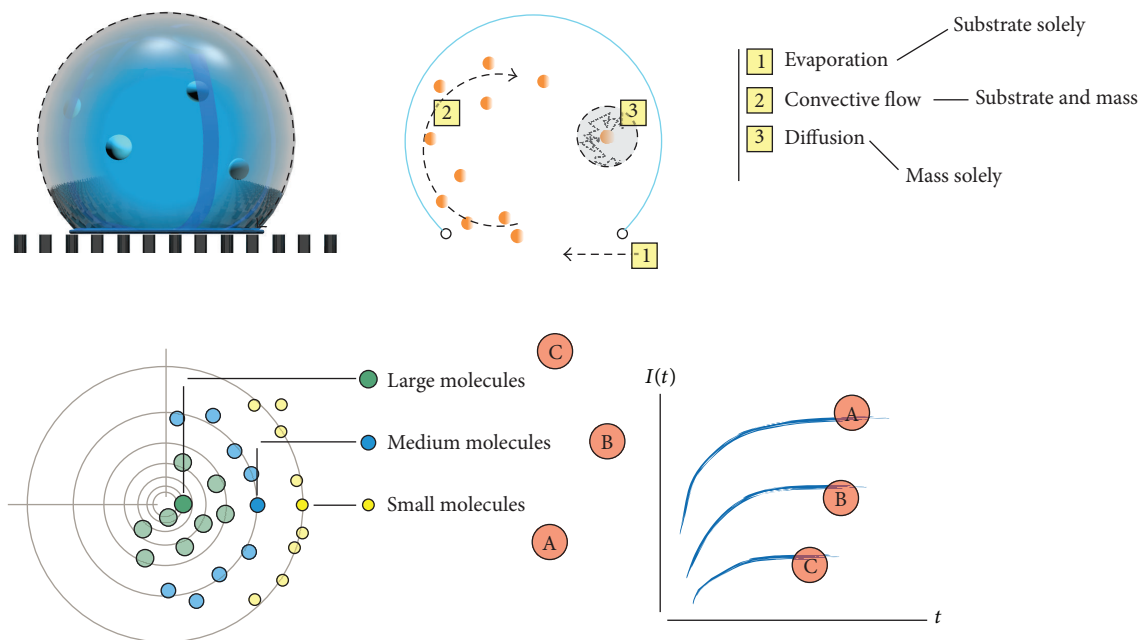 Substrate solely
1 Evaporation
2 Convective flow
Substrate and mass
3 Diffusion
Mass solely
2
3
1
C
Large molecules
B
Medium molecules
Small molecules
A
I(t)
A
B
C
t